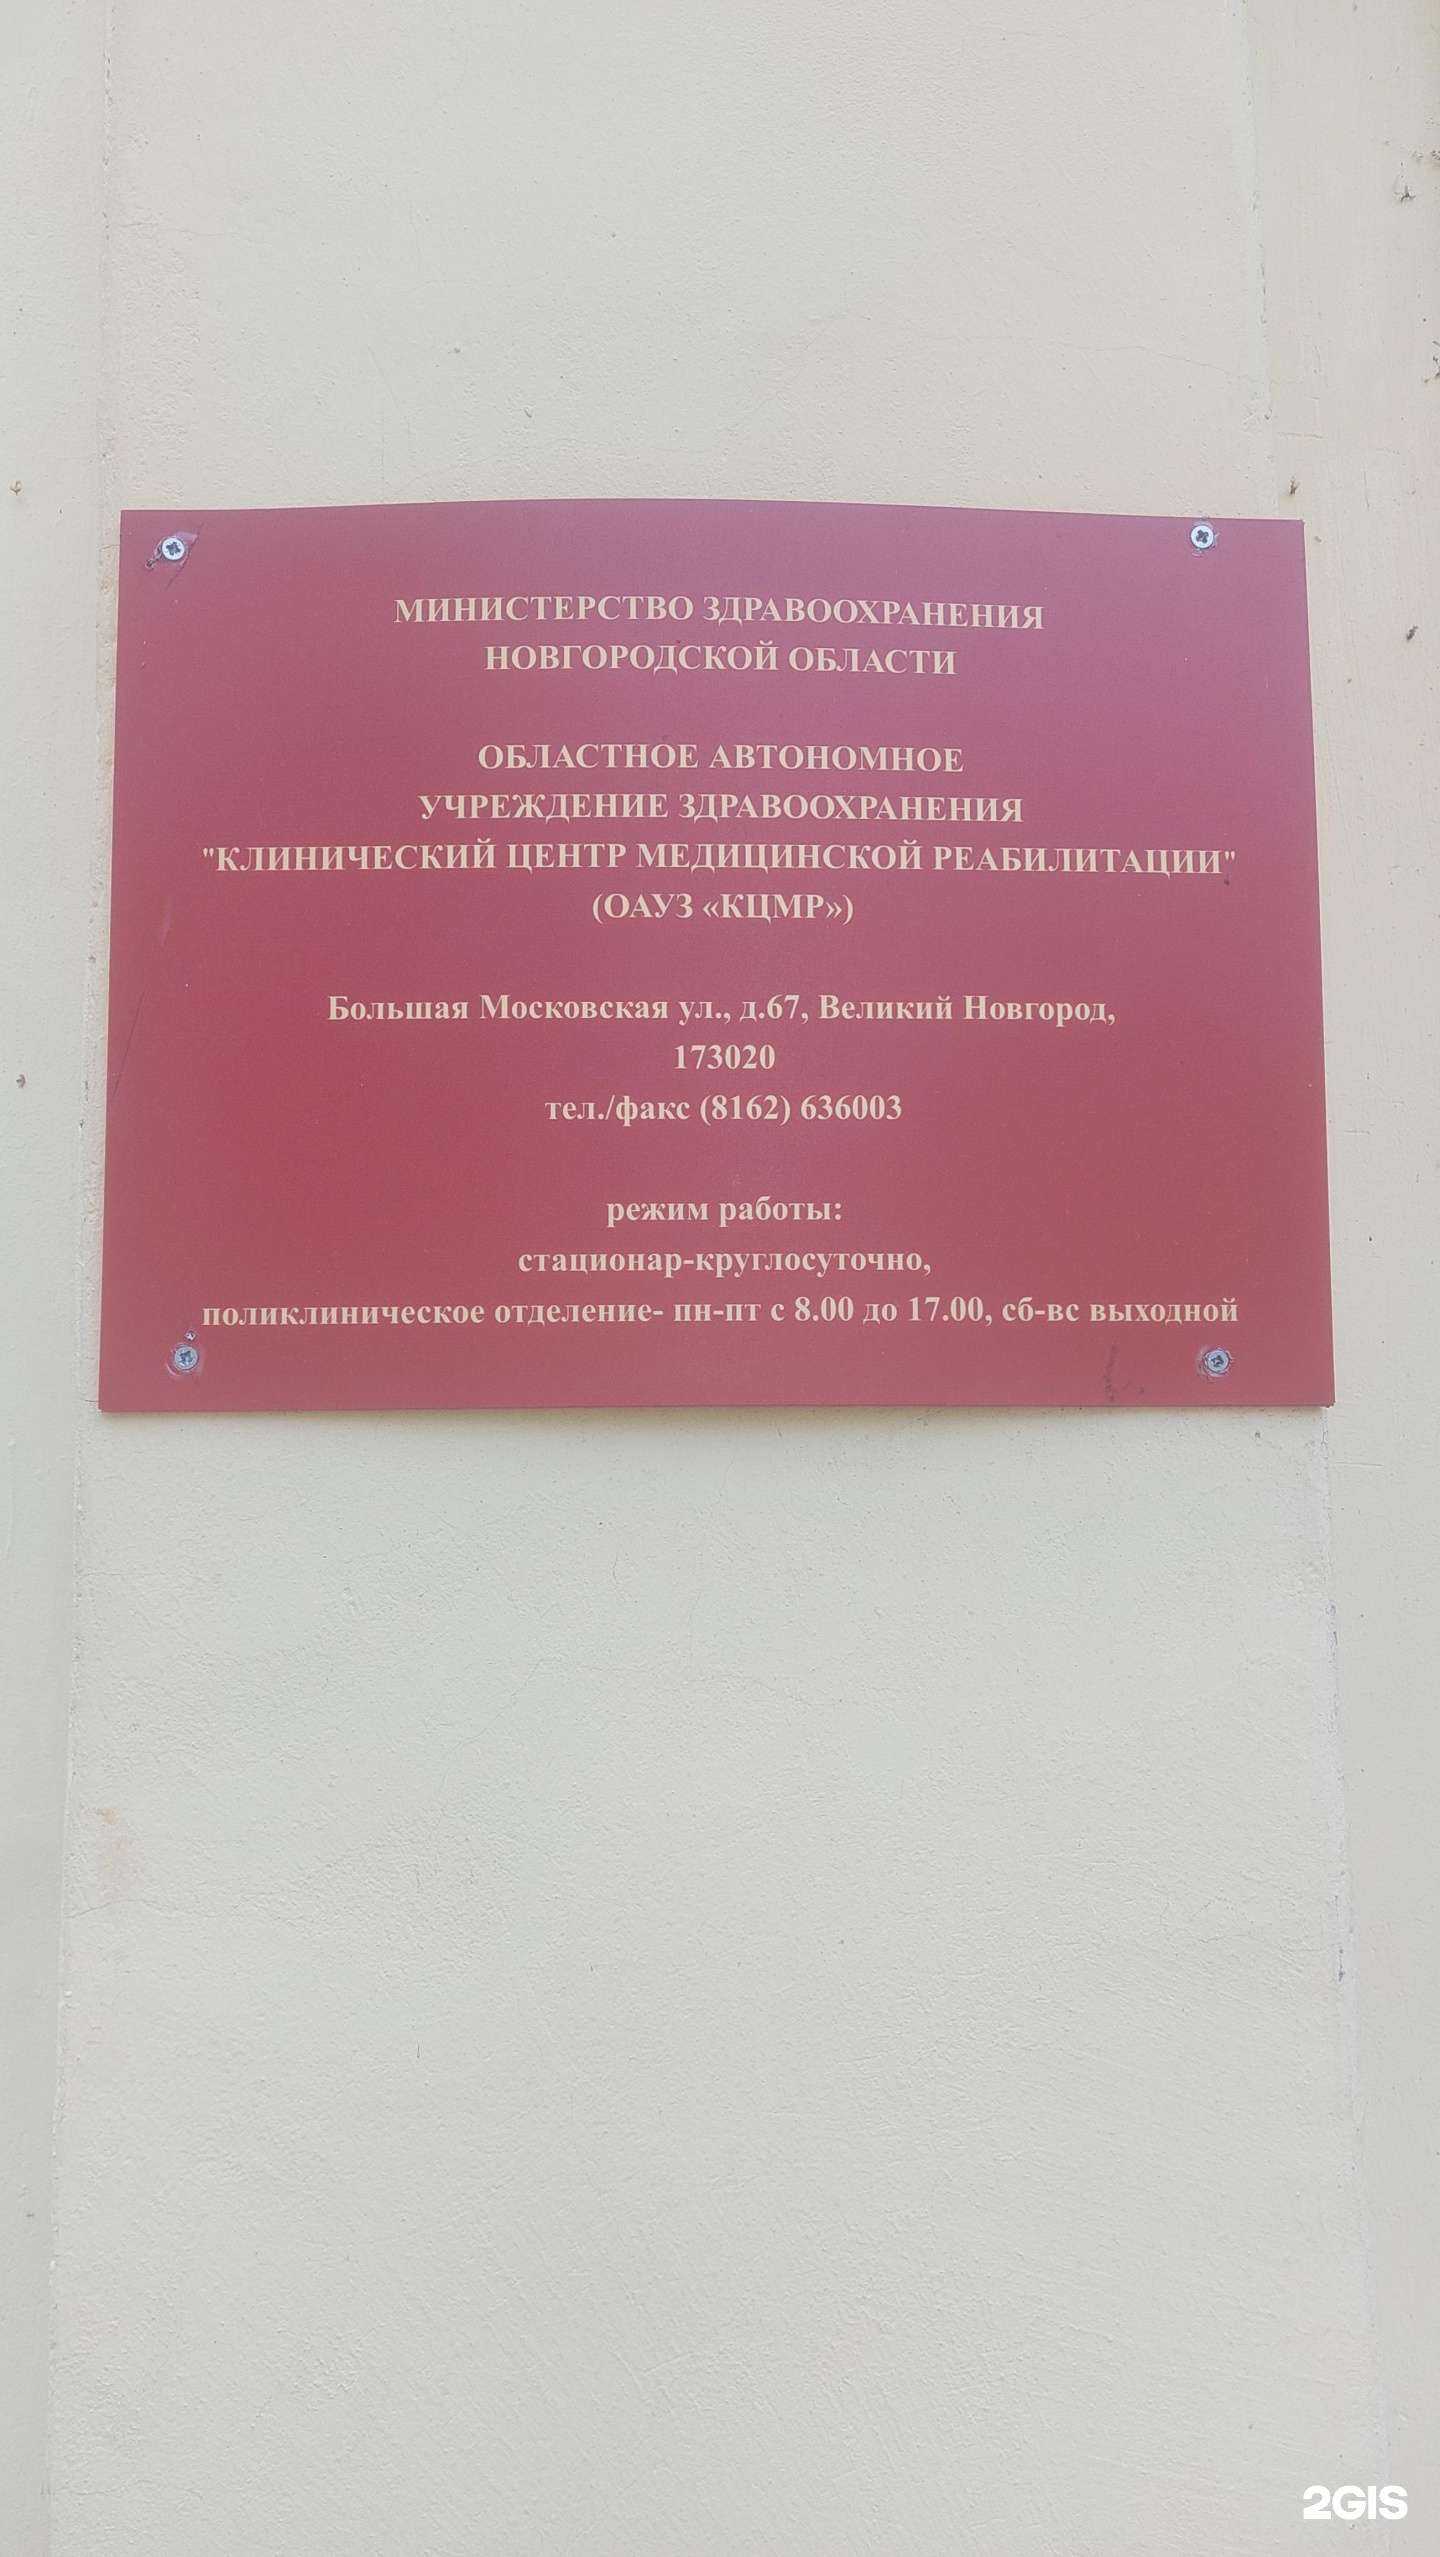 МИНИСТЕРСТВО ЗДРАВООХРАНЕНИЯ
НОВГОРОДСКОЙ ОБЛАСТИ
ОБЛАСТНОЕ АВТОНОМНОЕ
УЧРЕЖДЕНИЕ ЗДРАВООХРАНЕНИЯ
"КЛИНИЧЕСКИЙ ЦЕНТР МЕДИЦИНСКОЙ РЕАБИЛИТАЦИИ"
(ОАУЗ «КЦМР»)
Большая Московская ул., д.67, Великий Новгород,
173020
тел./факс (8162) 636003
режим работы:
стационар-круглосуточно,
поликлиническое отделение- пн-пт с 8.00 до 17.00, сб-вс выходной
2GIS